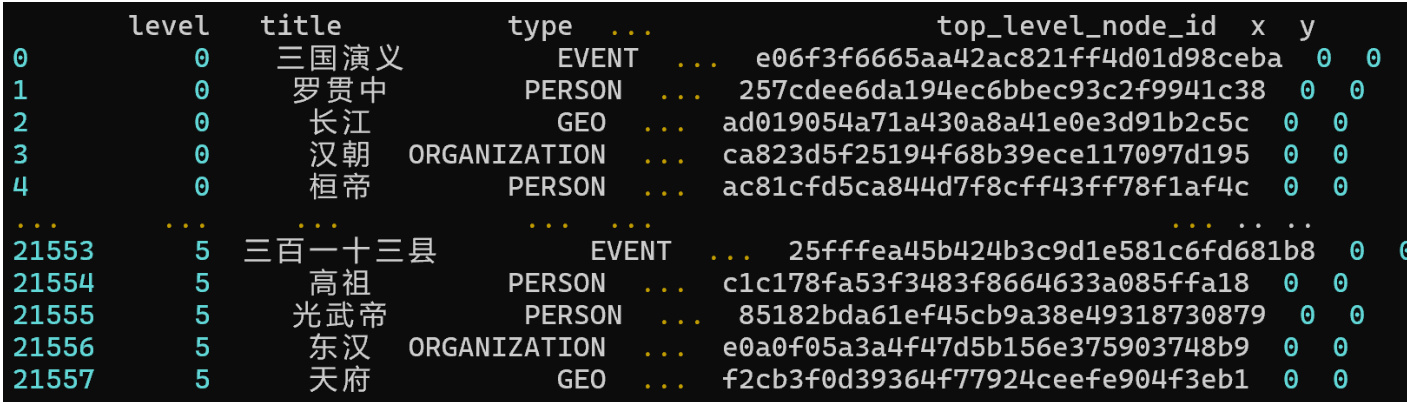 level title type ... top_level_node_id x y
0 0 三国演义 EVENT ... e06f3f6665aa42ac821ff4d01d98ceba 0 0
1 0 罗贯中 PERSON ... 257cdee6da194ec6bbec93c2f9941c38 0 0
2 0 长江 GEO ... ad019054a71a430a8a41e0e3d91b2c5c 0 0
3 0 汉朝 ORGANIZATION ... ca823d5f25194f68b39ece117097d195 0 0
4 0 桓帝 PERSON ... ac81cfd5ca844d7f8cff43ff78f1af4c 0 0
... ... ... ... ... ... .. ..
21553 5 三百一十三县 EVENT ... 25fffea45b424b3c9d1e581c6fd681b8 0 0
21554 5 高祖 PERSON ... c1c178fa53f3483f8664633a085ffa18 0 0
21555 5 光武帝 PERSON ... 85182bda61ef45cb9a38e49318730879 0 0
21556 5 东汉 ORGANIZATION ... e0a0f05a3a4f47d5b156e375903748b9 0 0
21557 5 天府 GEO ... f2cb3f0d39364f77924ceefe904f3eb1 0 0